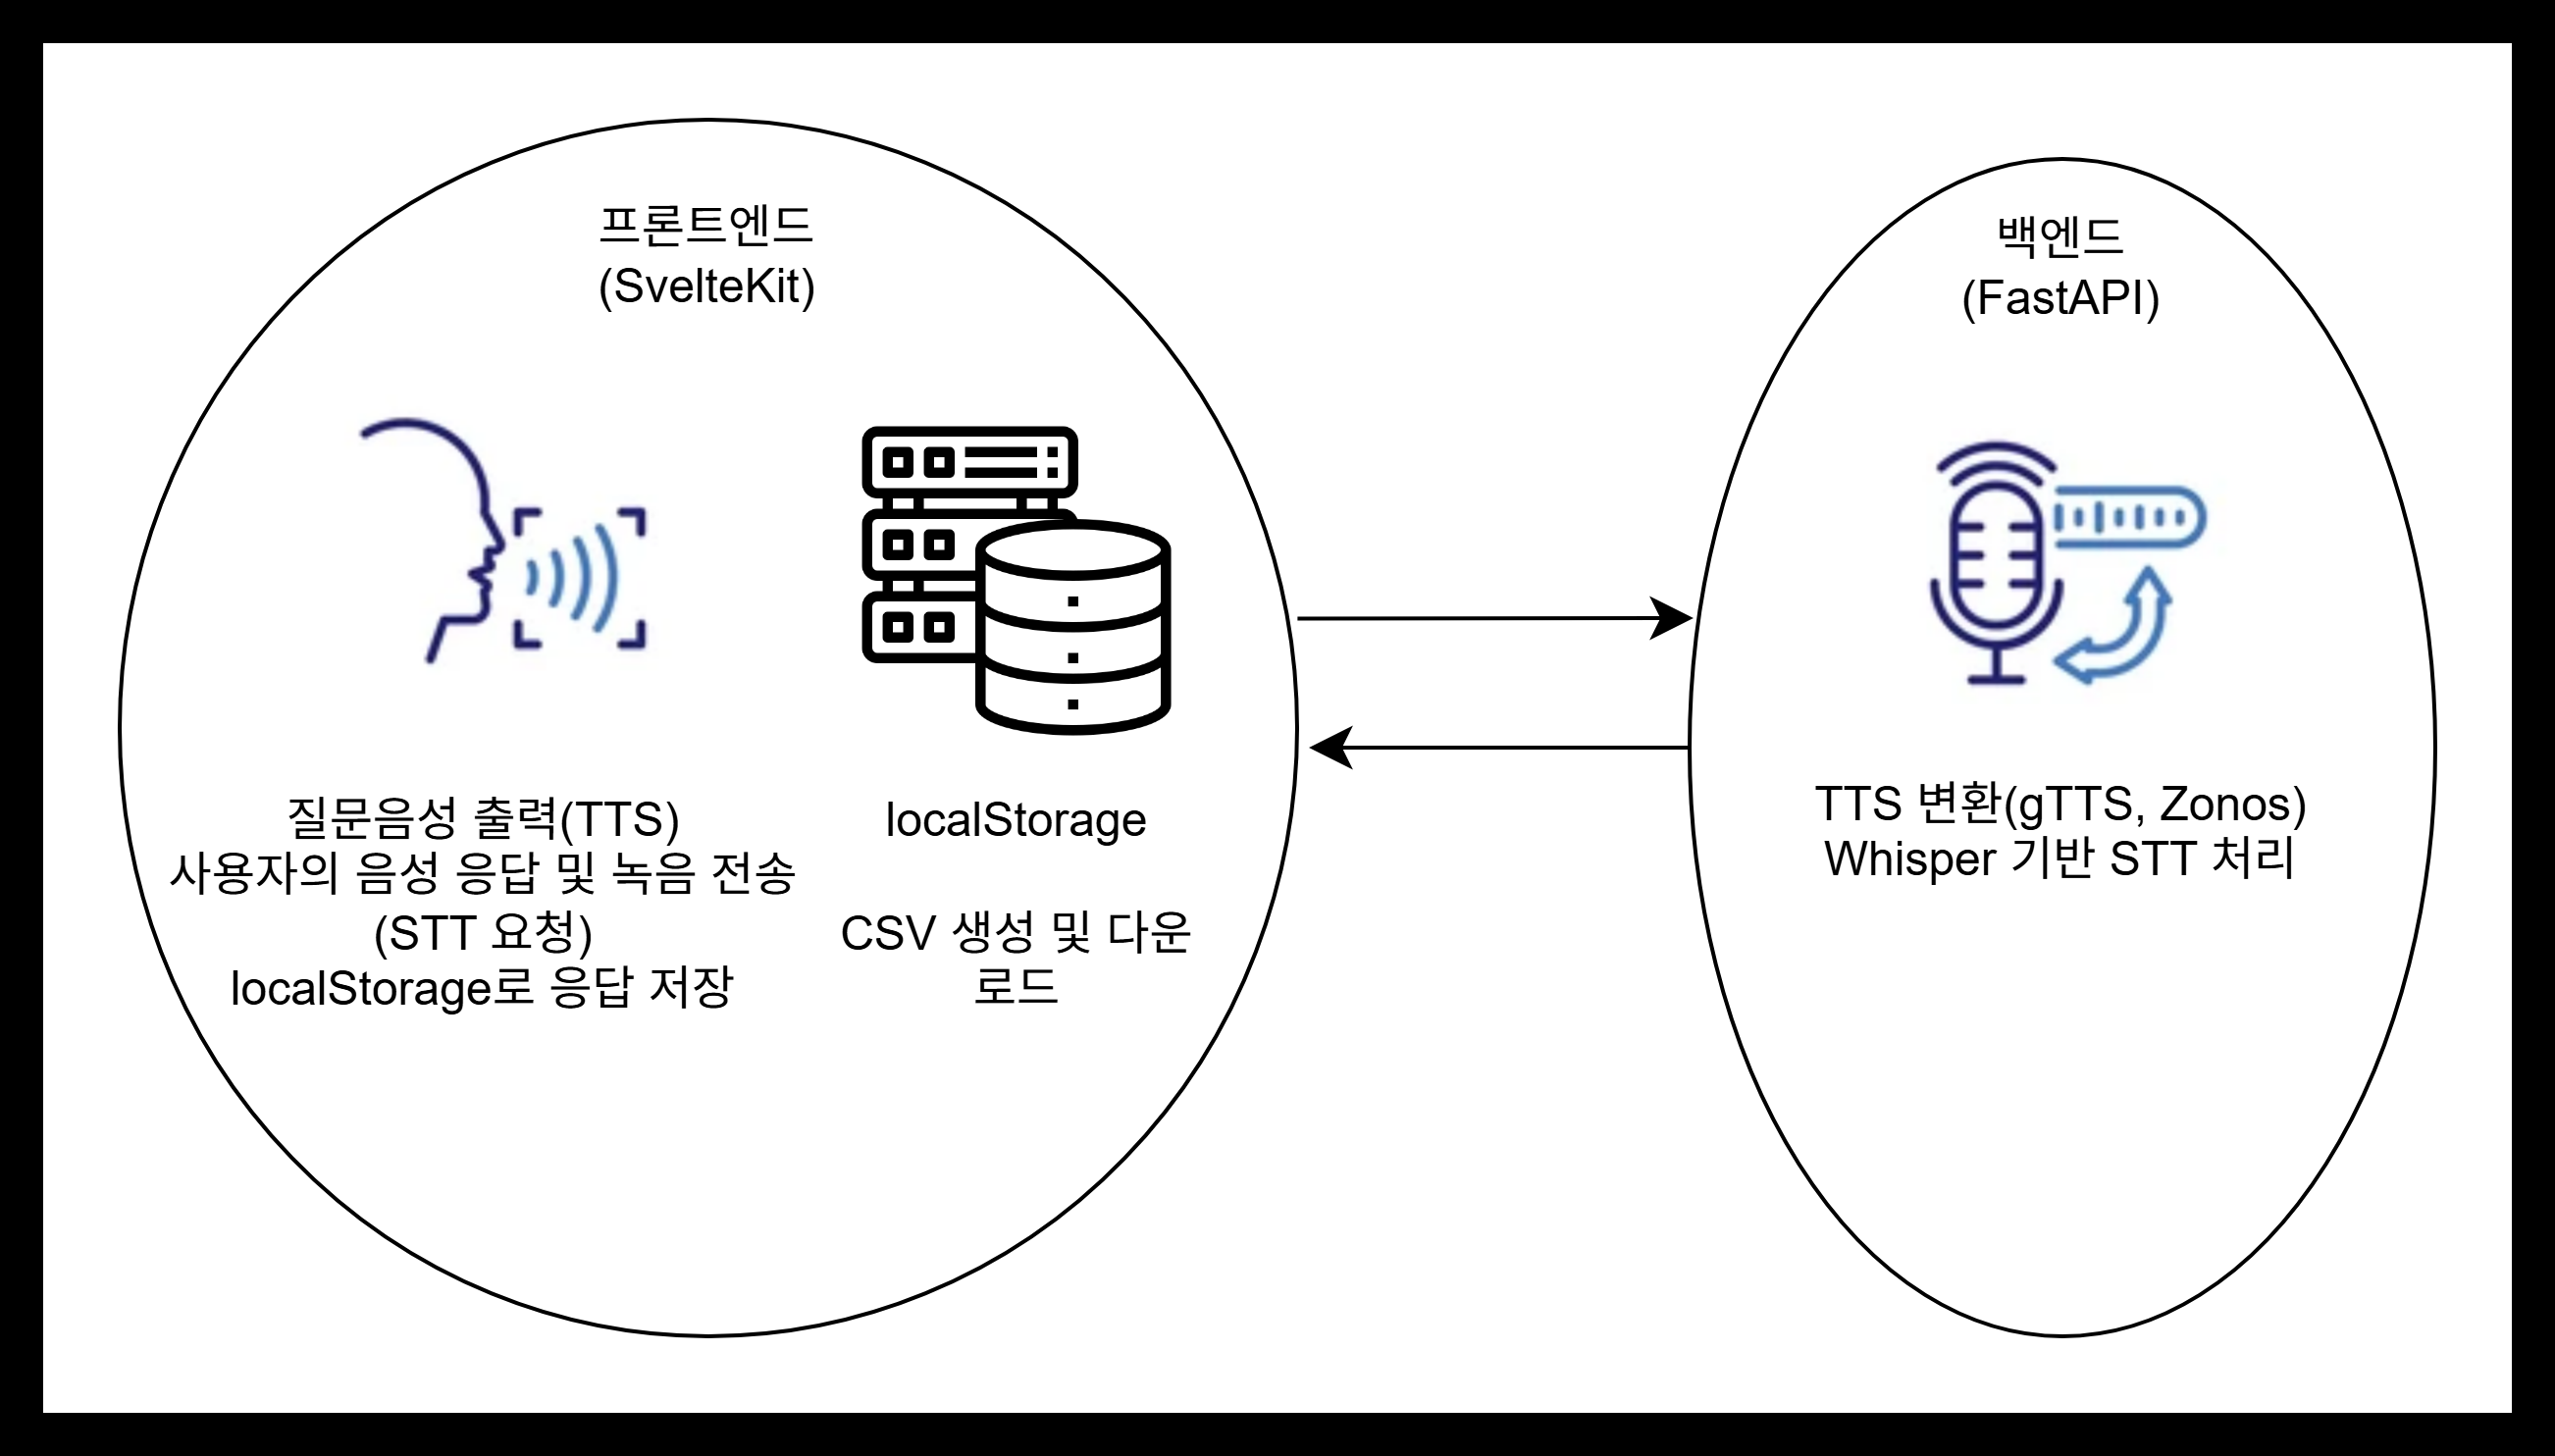 프론트엔드
(SvelteKit)
질문음성 출력(TTS)
사용자의 음성 응답 및 녹음 전송
(STT 요청)
localStorage로 응답 저장
localStorage
CSV 생성 및 다운
로드
백엔드
(FastAPI)
TTS 변환(gTTS, Zonos)
Whisper 기반 STT 처리